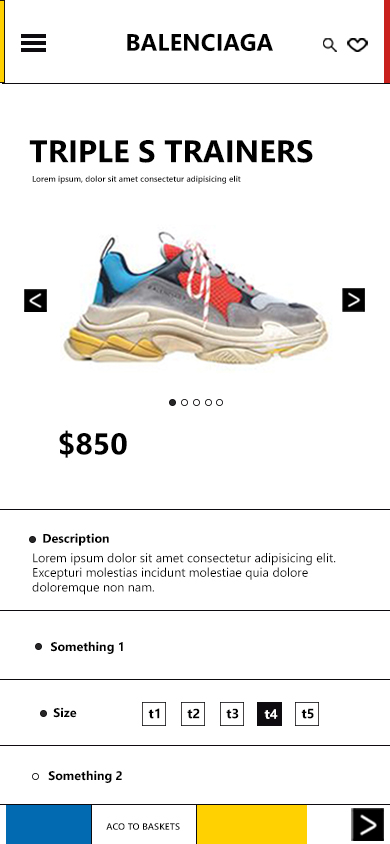 BALENCIAGA
TRIPLE S TRAINERS
Lorem ipsum, dolor sit amet consectetur adipisicing elit
<
>
$850
Description
Lorem ipsum dolor sit amet consectetur adipisicing elit.
Excepturi molestias incidunt molestiae quia dolore
doloremque non nam.
Something 1
Size t1 t2 t3 t4 t5
Something 2
ACO TO BASKETS
>